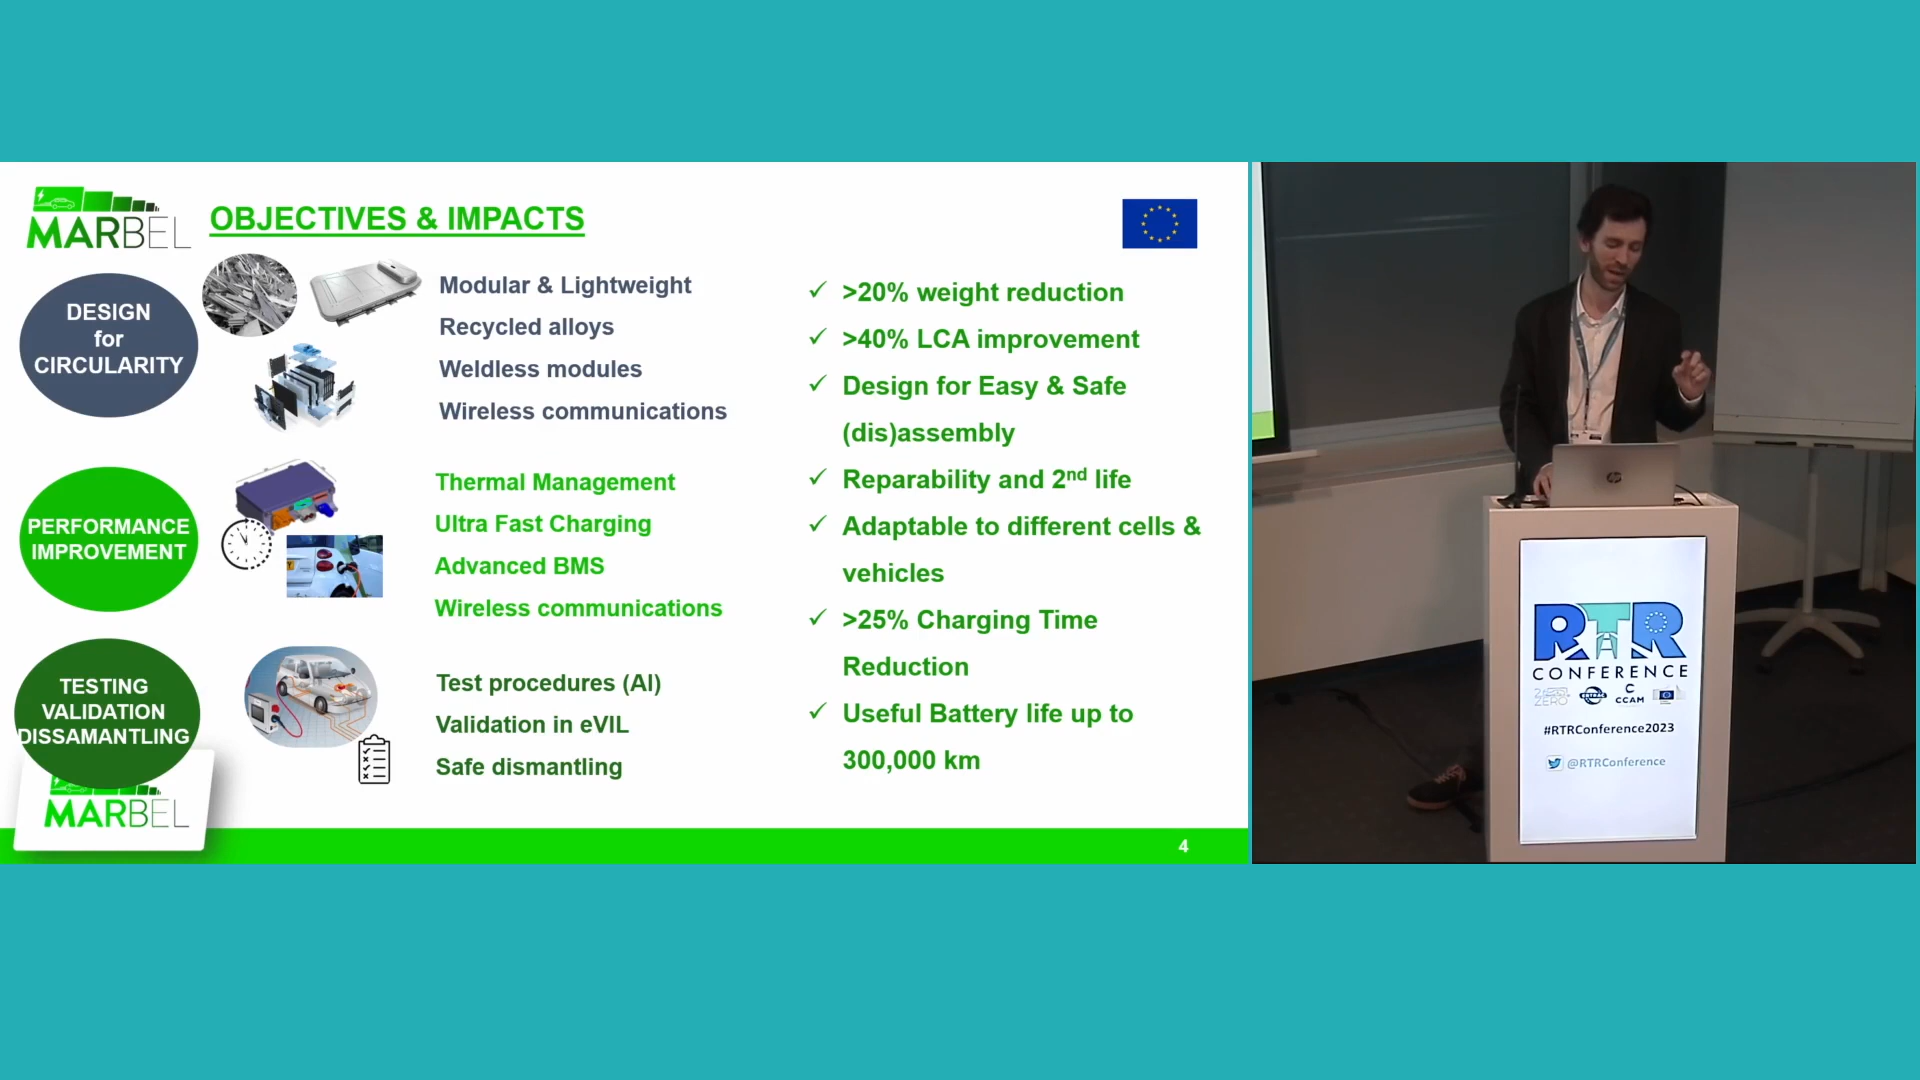 MARBEL
OBJECTIVES & IMPACTS
DESIGN
for
CIRCULARITY
Modular & Lightweight
Recycled alloys
Weldless modules
Wireless communications
PERFORMANCE
IMPROVEMENT
Thermal Management
Ultra Fast Charging
Advanced BMS
Wireless communications
TESTING
VALIDATION
DISSAMANTLING
Test procedures (AI)
Validation in eVIL
Safe dismantling
>20% weight reduction
>40% LCA improvement
Design for Easy & Safe
(dis)assembly
Reparability and 2nd life
Adaptable to different cells &
vehicles
>25% Charging Time
Reduction
Useful Battery life up to
300,000 km
MARBEL
4
hp
RTR
CONFERENCE
ZERO
ERTRAC
CCAM
#RTRConference2023
@RTRConference